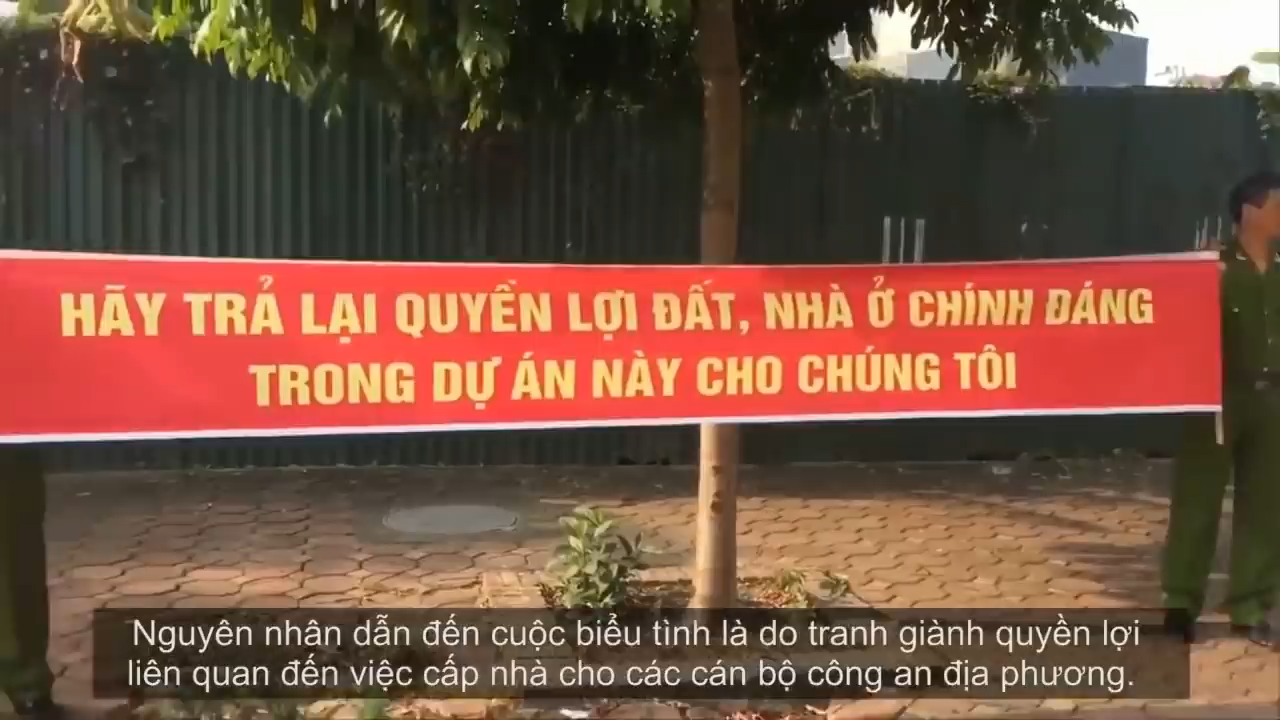 HÃY TRẢ LẠI QUYỀN LỢI ĐẤT, NHÀ Ở CHÍNH ĐÁNG
TRONG DỰ ÁN NÀY CHO CHÚNG TÔI
Nguyên nhân dẫn đến cuộc biểu tình là do tranh giành quyền lợi
liên quan đến việc cấp nhà cho các cán bộ công an địa phương.